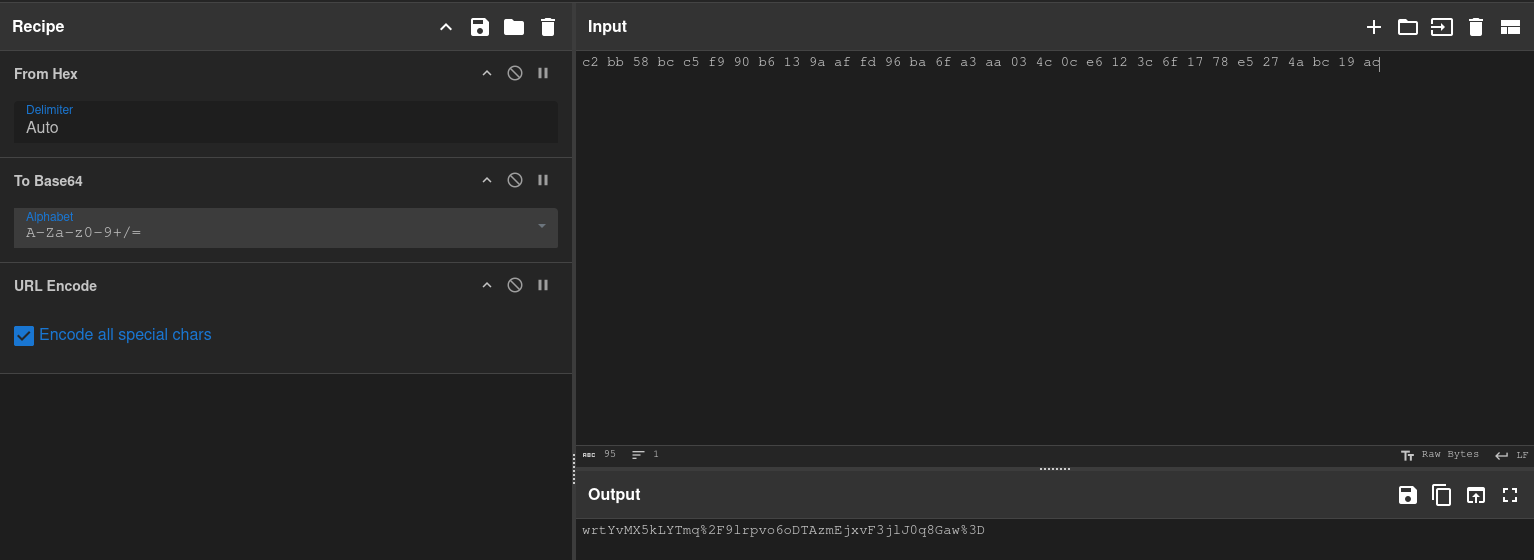 Recipe
From Hex
Delimiter
Auto
To Base64
Alphabet
A-Za-z0-9+/=
URL Encode
Encode all special chars
Input
c2 bb 58 bc c5 f9 90 b6 13 9a af fd 96 ba 6f a3 aa 03 4c 0c e6 12 3c 6f 17 78 e5 27 4a bc 19 ac
ABC 95 1 Tт Raw Bytes LF
Output
wrtYvMX5kLYTmq%2F9lrpvo6oDTAzmEjxvF3jlJ0q8Gaw%3D